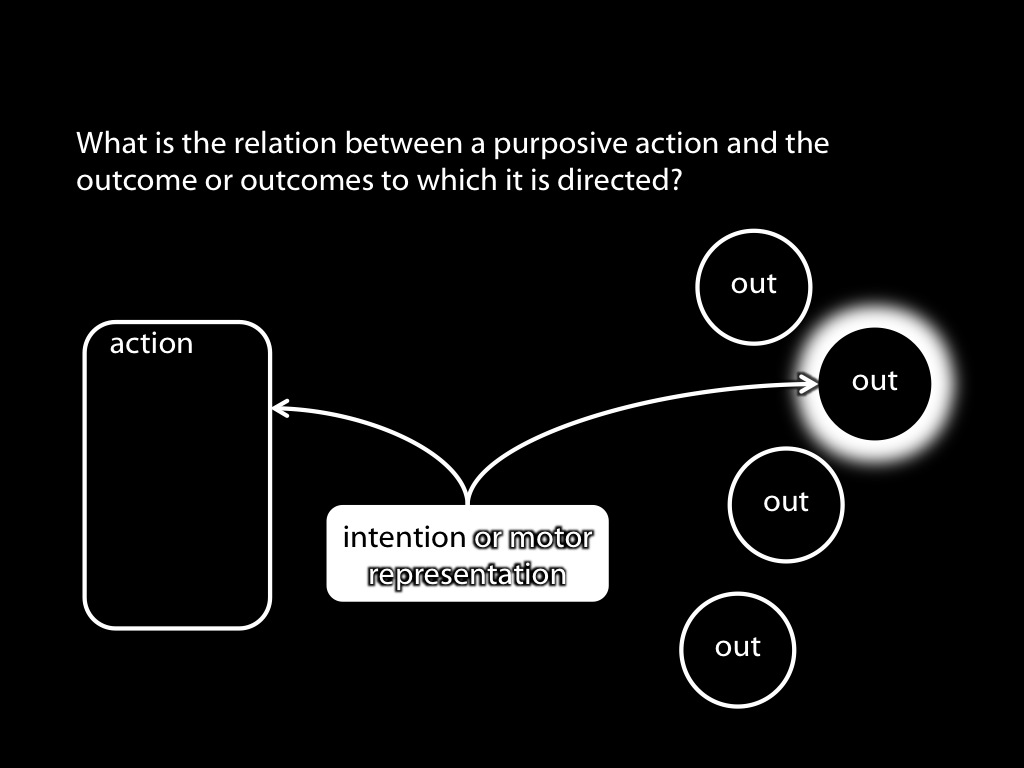 What is the relation between a purposive action and the
outcome or outcomes to which it is directed?
out
action
out
out
intention or motor
representation
out